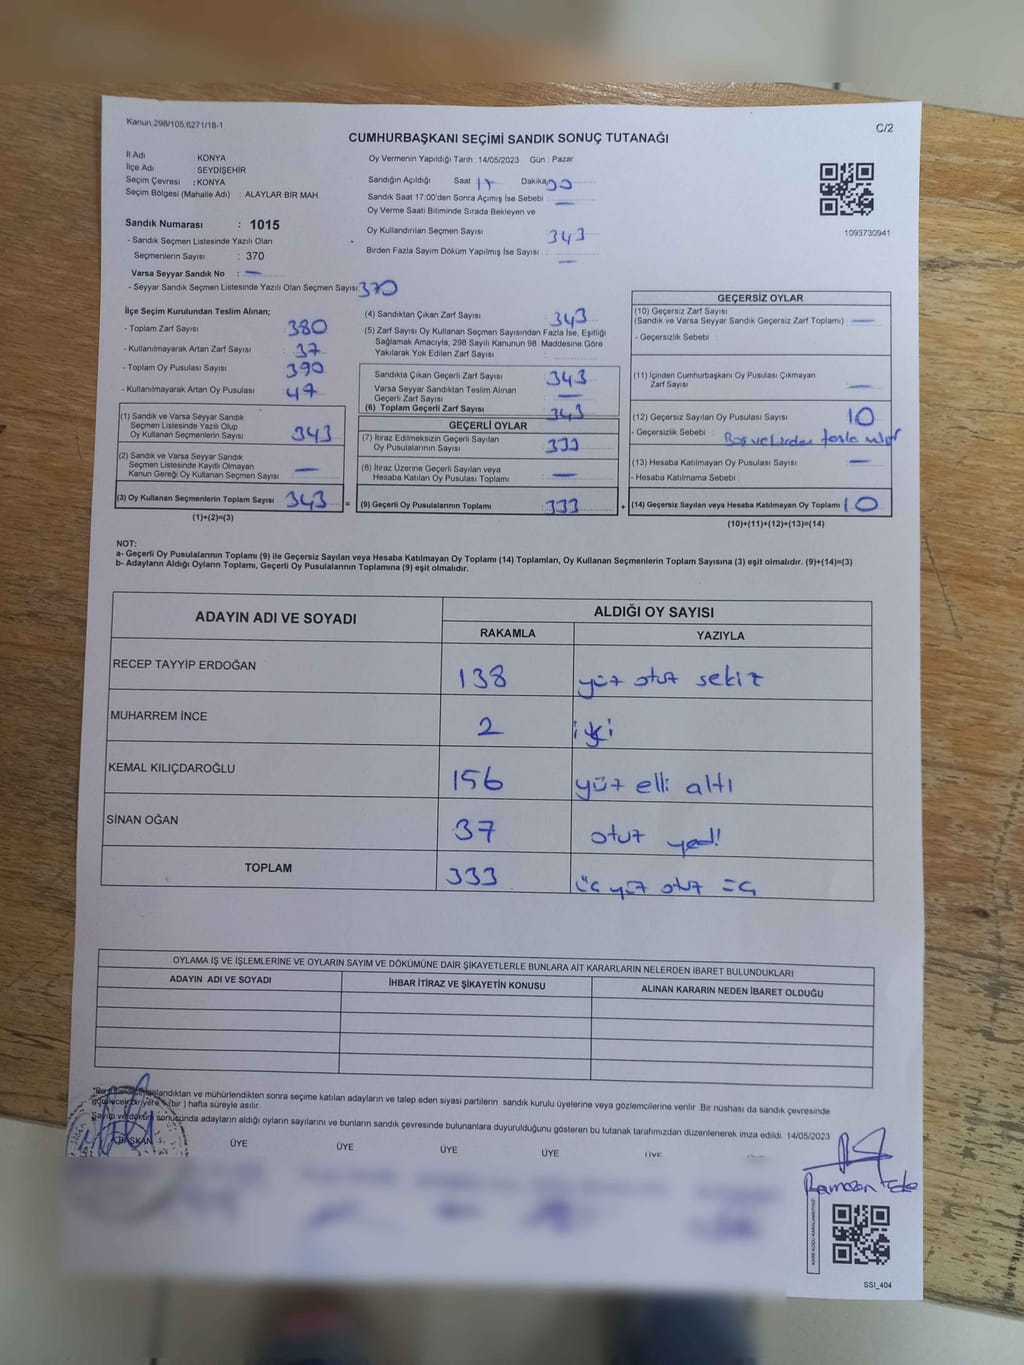 Kanun.298/105,6271/18-1
C/2
CUMHURBAŞKANI SEÇİMİ SANDIK SONUÇ TUTANAĞI
İl Adı KONYA
İlçe Adı SEYDİŞEHİR
Seçim Çevresi : KONYA
Seçim Bölgesi (Mahalle Adı) : ALAYLAR BİR MAH.
Oy Vermenin Yapıldığı Tarih : 14/05/2023 Gün : Pazar
Sandığın Açıldığı Saat 17 Dakika 00
Sandık Saat 17:00'den Sonra Açımış İse Sebebi : —
Oy Verme Saati Bitiminde Sırada Bekleyen ve
Oy Kullandırılan Seçmen Sayısı 343
Birden Fazla Sayım Döküm Yapılmış İse Sayısı : —
1093730941
Sandık Numarası : 1015
- Sandık Seçmen Listesinde Yazılı Olan
Seçmenlerin Sayısı : 370
Varsa Seyyar Sandık No : —
- Seyyar Sandık Seçmen Listesinde Yazılı Olan Seçmen Sayısı: 370
İlçe Seçim Kurulundan Teslim Alınan;
- Toplam Zarf Sayısı 380
- Kullanılmayarak Artan Zarf Sayısı : 37
- Toplam Oy Pusulası Sayısı 390
- Kullanılmayarak Artan Oy Pusulası : 47
(1) Sandık ve Varsa Seyyar Sandık
Seçmen Listesinde Yazılı Olup
Oy Kullanan Seçmenlerin Sayısı 343
(2) Sandık ve Varsa Seyyar Sandık
Seçmen Listesinde Kayıtlı Olmayan
Kanun Gereği Oy Kullanan Seçmen Sayısı —
(3) Oy Kullanan Seçmenlerin Toplam Sayısı 343 =
(1)+(2)=(3)
(4) Sandıktan Çıkan Zarf Sayısı : 343
(5) Zarf Sayısı Oy Kullanan Seçmen Sayısından Fazla İse, Eşitliği
Sağlamak Amacıyla, 298 Sayılı Kanunun 98. Maddesine Göre
Yakılarak Yok Edilen Zarf Sayısı
Sandıkta Çıkan Geçerli Zarf Sayısı 343
Varsa Seyyar Sandıktan Teslim Alınan
Geçerli Zarf Sayısı —
(6) Toplam Geçerli Zarf Sayısı 343
GEÇERLİ OYLAR
(7) İtiraz Edilmeksizin Geçerli Sayılan
Oy Pusulalarının Sayısı : 333
(8) İtiraz Üzerine Geçerli Sayılan veya
Hesaba Katılan Oy Pusulası Toplamı : —
(9) Geçerli Oy Pusulalarının Toplamı 333 +
GEÇERSİZ OYLAR
(10) Geçersiz Zarf Sayısı
(Sandık ve Varsa Seyyar Sandık Geçersiz Zarf Toplamı) —
- Geçersizlik Sebebi :
(11) İçinden Cumhurbaşkanı Oy Pusulası Çıkmayan
Zarf Sayısı —
(12) Geçersiz Sayılan Oy Pusulası Sayısı 10
- Geçersizlik Sebebi : Boş fazla
(13) Hesaba Katılmayan Oy Pusulası Sayısı —
- Hesaba Katılmama Sebebi :
(14) Geçersiz Sayılan veya Hesaba Katılmayan Oy Toplamı 10
(10)+(11)+(12)+(13)=(14)
NOT:
a- Geçerli Oy Pusulalarının Toplamı (9) ile Geçersiz Sayılan veya Hesaba Katılmayan Oy Toplamı (14) Toplamları, Oy Kullanan Seçmenlerin Toplam Sayısına (3) eşit olmalıdır. (9)+(14)=(3)
b- Adayların Aldığı Oyların Toplamı, Geçerli Oy Pusulalarının Toplamına (9) eşit olmalıdır.
ADAYIN ADI VE SOYADI ALDIĞI OY SAYISI
RAKAMLA YAZIYLA
RECEP TAYYİP ERDOĞAN 138 yüz otuz sekiz
MUHARREM İNCE 2 iki
KEMAL KILIÇDAROĞLU 156 yüz elli altı
SİNAN OĞAN 37 otuz yedi
TOPLAM 333 üç yüz otuz üç
OYLAMA İŞ VE İŞLEMLERİNE VE OYLARIN SAYIM VE DÖKÜMÜNE DAİR ŞİKAYETLERLE BUNLARA AİT KARARLARIN NELERDEN İBARET BULUNDUKLARI
ADAYIN ADI VE SOYADI İHBAR İTİRAZ VE ŞİKAYETİN KONUSU ALINAN KARARIN NEDEN İBARET OLDUĞU
"Bu ve mühürlendikten sonra seçime katılan adayların ve talep eden siyasi partilerin sandık kurulu üyelerine veya gözlemcilerine verilir .Bir nüshası da sandık çevresinde
görülecek bir yere 1 (bir ) hafta süreyle asılır.
Sayım ve döküm sonucunda adayların aldığı oyların sayılarını ve bunların sandık çevresinde bulunanlara duyurulduğunu gösteren bu tutanak tarafımızdan düzenlenerek imza edildi. 14/05/2023
BAŞKAN ÜYE ÜYE ÜYE ÜYE ÜYE
Ramazan
KARE KODU KARALAMAYINIZ
SSI_404